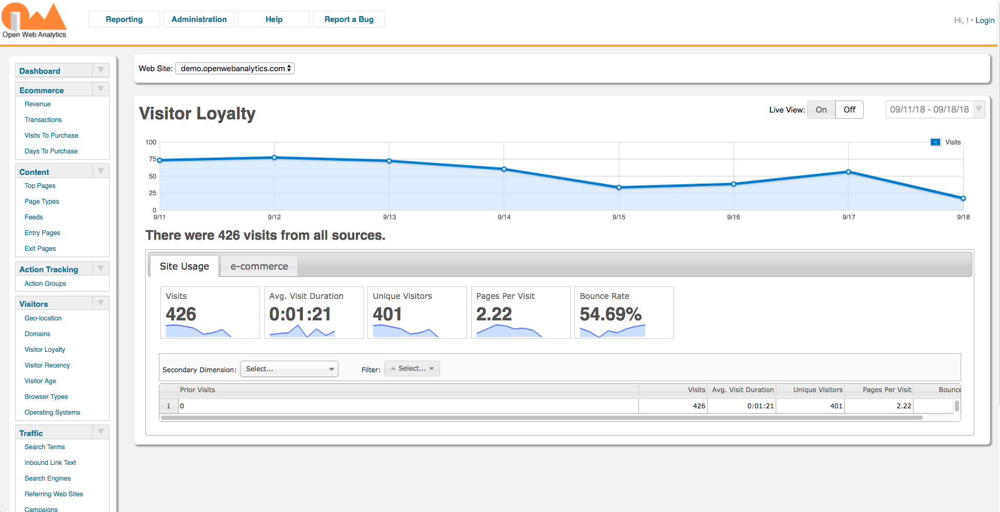 Open Web Analytics
Reporting
Administration
Help
Report a Bug
Hi, ! • Login
Dashboard
Ecommerce
Revenue
Transactions
Visits To Purchase
Days To Purchase
Content
Top Pages
Page Types
Feeds
Entry Pages
Exit Pages
Action Tracking
Action Groups
Visitors
Geo-location
Domains
Visitor Loyalty
Visitor Recency
Visitor Age
Browser Types
Operating Systems
Traffic
Search Terms
Inbound Link Text
Search Engines
Referring Web Sites
Campaigns
Web Site: demo.openwebanalytics.com
Visitor Loyalty
Live View: On Off
09/11/18 - 09/18/18
Visits
100
75
50
25
0
9/11 9/12 9/13 9/14 9/15 9/16 9/17 9/18
There were 426 visits from all sources.
Site Usage
e-commerce
Visits
426
Avg. Visit Duration
0:01:21
Unique Visitors
401
Pages Per Visit
2.22
Bounce Rate
54.69%
Secondary Dimension: Select...
Filter: Select...
Prior Visits Visits Avg. Visit Duration Unique Visitors Pages Per Visit Bounce
1 0 426 0:01:21 401 2.22